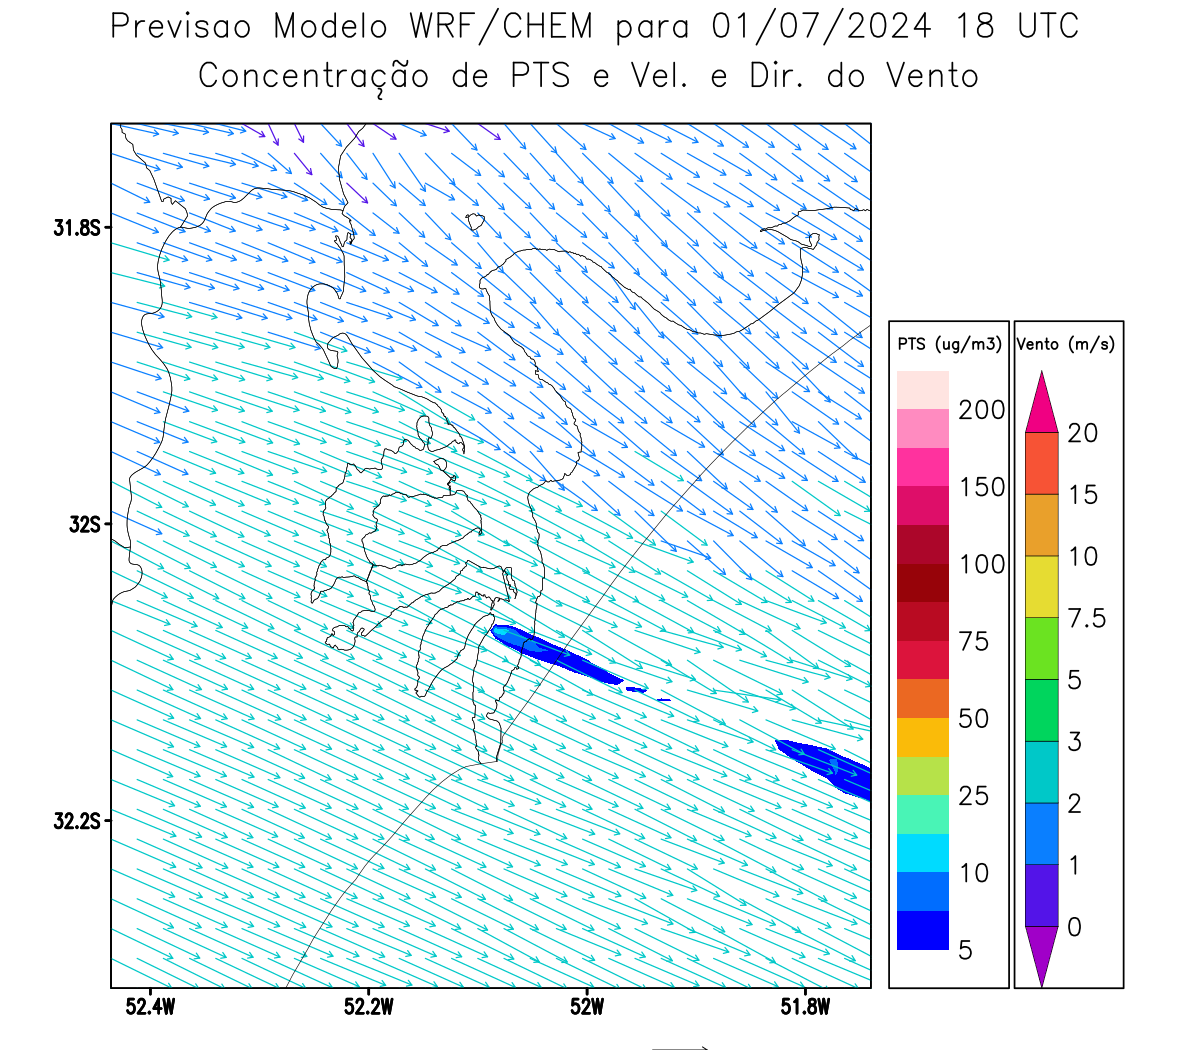 Previsao Modelo WRF/CHEM para 01/07/2024 18 UTC
Concentração de PTS e Vel. e Dir. do Vento
31.8S
32S
32.2S
52.4W
52.2W
52W
51.8W
PTS (ug/m3)
200
150
100
75
50
25
10
5
Vento (m/s)
20
15
10
7.5
5
3
2
1
0